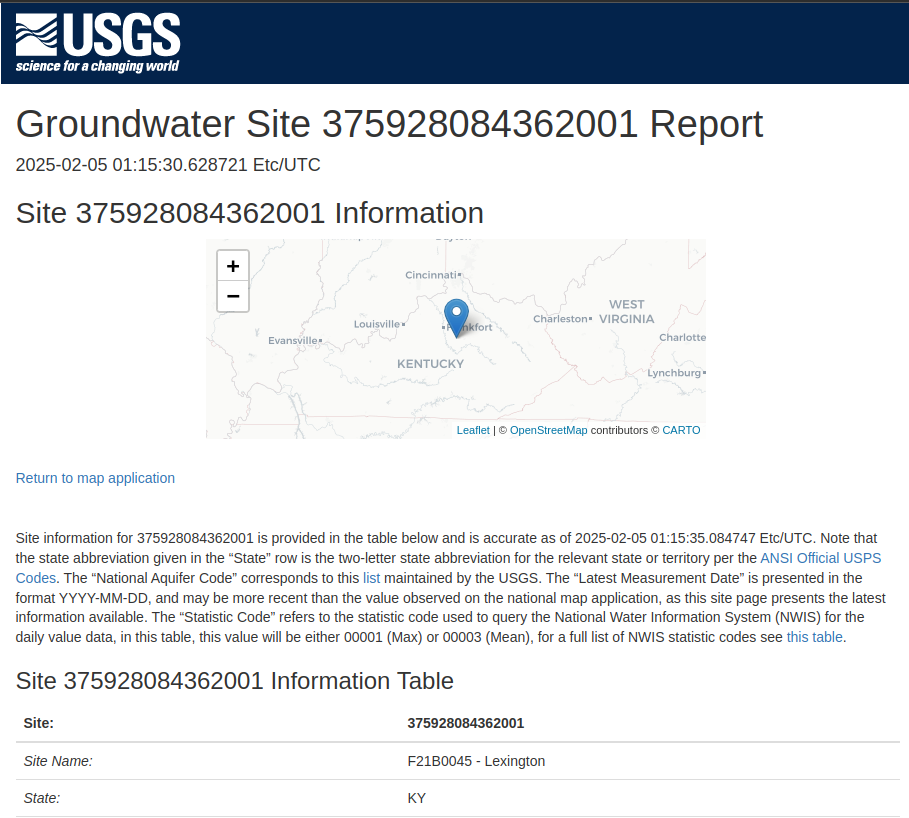 USGS
science for a changing world
Groundwater Site 375928084362001 Report
2025-02-05 01:15:30.628721 Etc/UTC
Site 375928084362001 Information
+
−
Cincinnati
WEST
VIRGINIA
Charleston
Louisville
Frankfort
Evansville
Charlotte
KENTUCKY
Lynchburg
Leaflet | © OpenStreetMap contributors © CARTO
Return to map application
Site information for 375928084362001 is provided in the table below and is accurate as of 2025-02-05 01:15:35.084747 Etc/UTC. Note that
the state abbreviation given in the “State” row is the two-letter state abbreviation for the relevant state or territory per the ANSI Official USPS
Codes. The “National Aquifer Code” corresponds to this list maintained by the USGS. The “Latest Measurement Date” is presented in the
format YYYY-MM-DD, and may be more recent than the value observed on the national map application, as this site page presents the latest
information available. The “Statistic Code” refers to the statistic code used to query the National Water Information System (NWIS) for the
daily value data, in this table, this value will be either 00001 (Max) or 00003 (Mean), for a full list of NWIS statistic codes see this table.
Site 375928084362001 Information Table
Site: 375928084362001
Site Name: F21B0045 - Lexington
State: KY